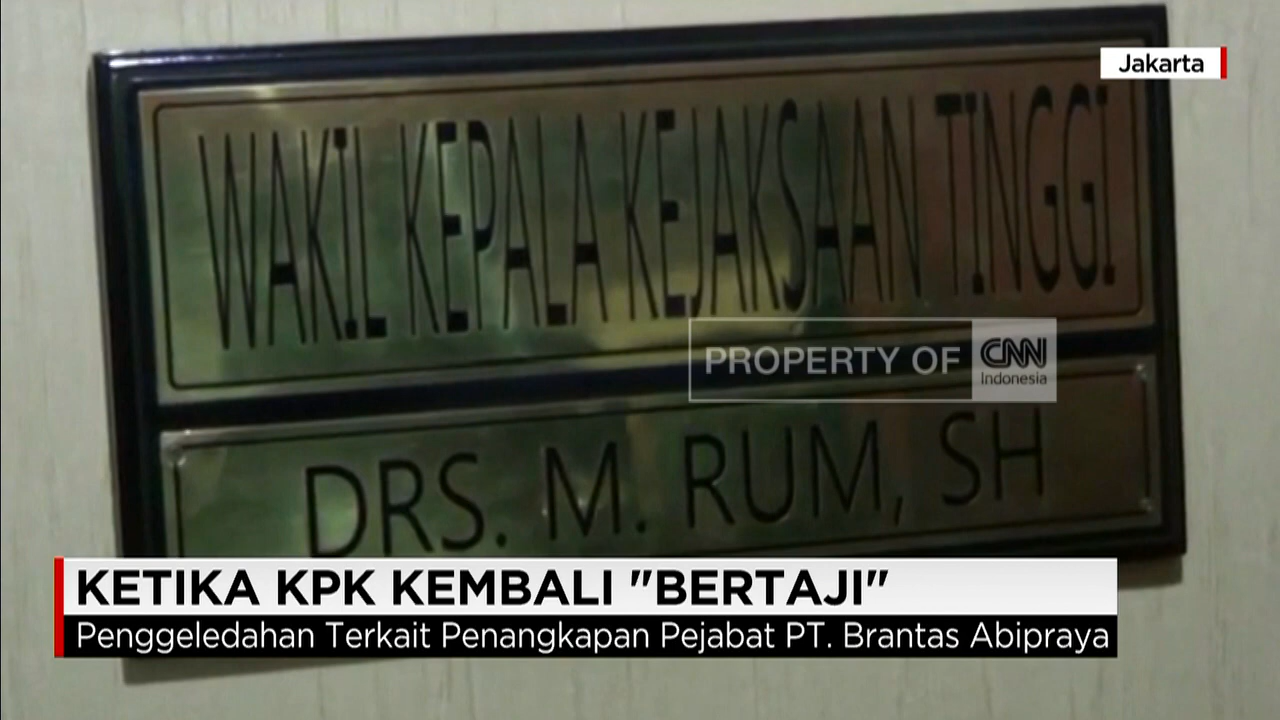 Jakarta
WAKIL KEPALA KEJAKSAAN TINGGI
PROPERTY OF CNN Indonesia
DRS. M. RUM, SH
KETIKA KPK KEMBALI "BERTAJI"
Penggeledahan Terkait Penangkapan Pejabat PT. Brantas Abipraya